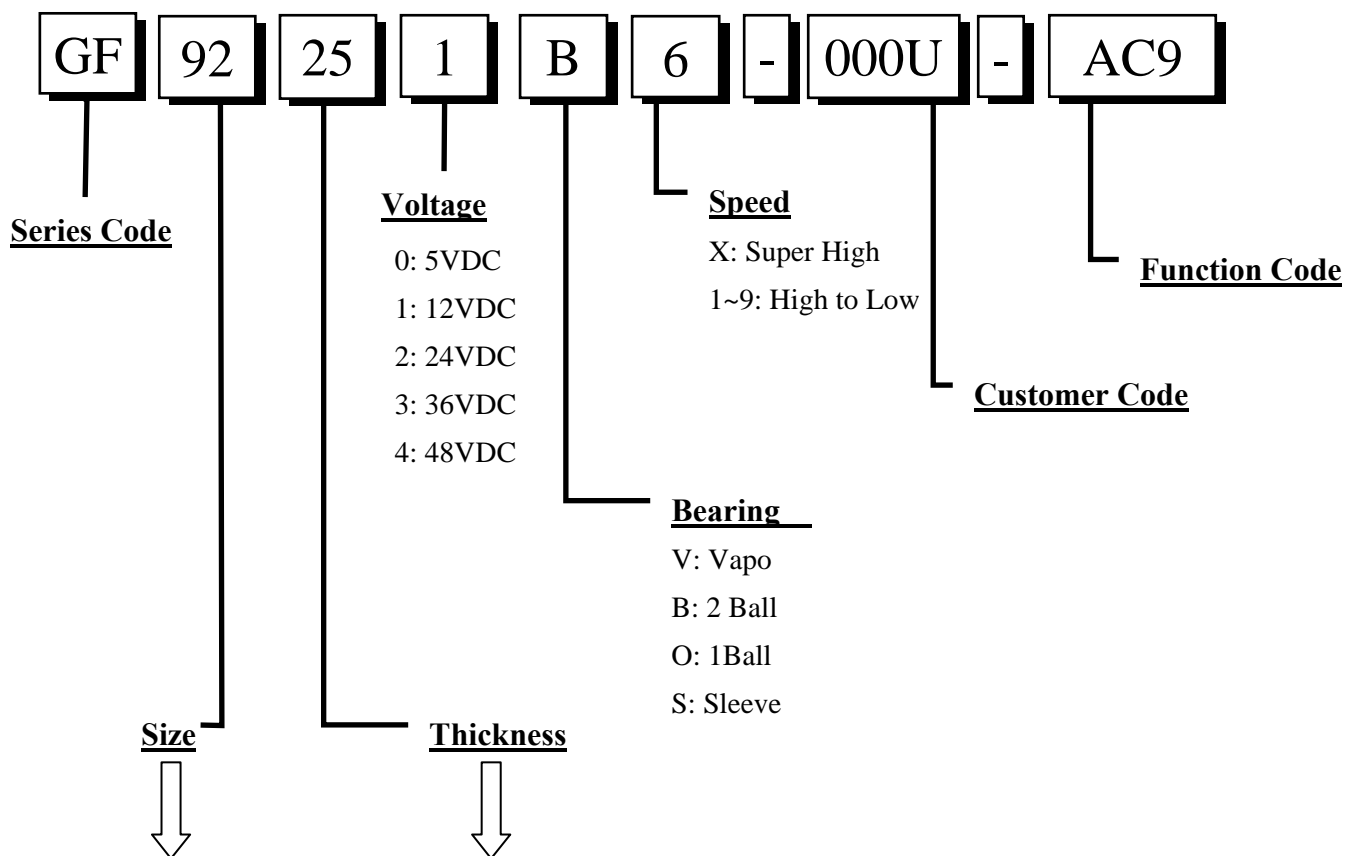 GF 92 25 1 B 6 - 000U - AC9
Series Code
Voltage
0: 5VDC
1: 12VDC
2: 24VDC
3: 36VDC
4: 48VDC
Speed
X: Super High
1~9: High to Low
Function Code
Customer Code
Bearing
V: Vapo
B: 2 Ball
O: 1Ball
S: Sleeve
Size
Thickness